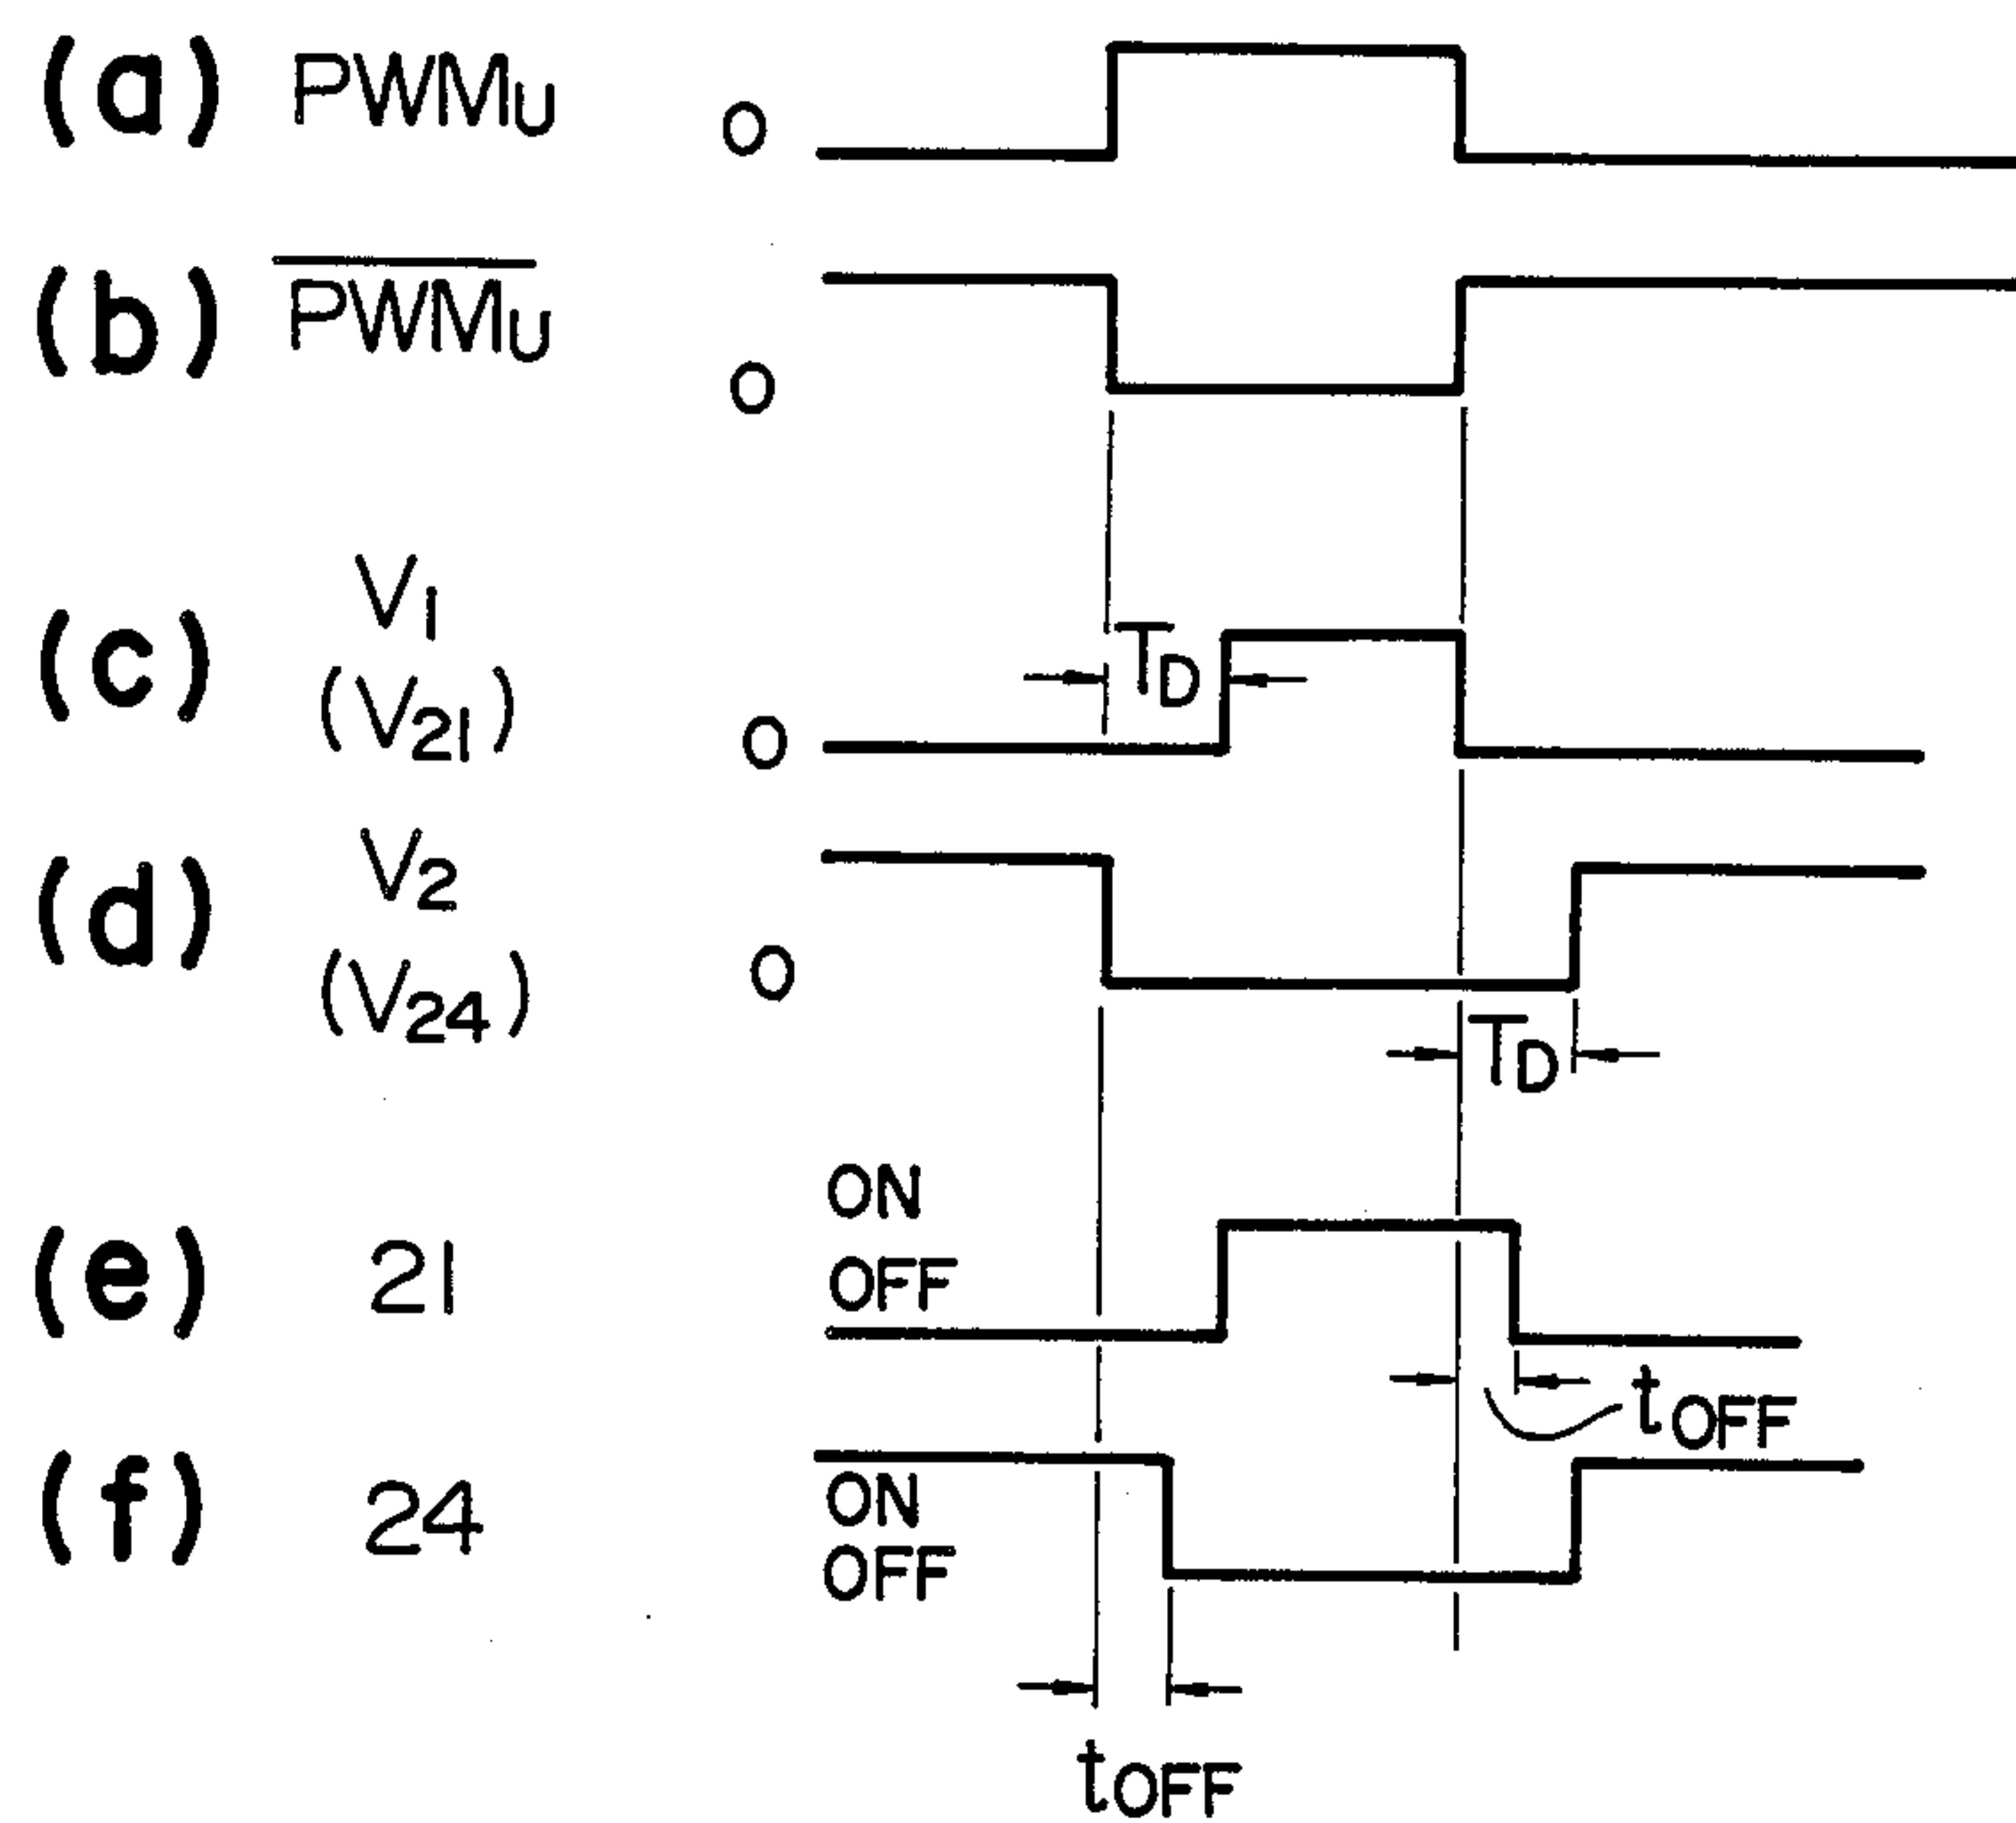 (a) PWMU 0
(b) PWMU 0
(c) V1
(V21) 0
TD
(d) V2
(V24) 0
TD
(e) 21
ON
OFF
tOFF
(f) 24
ON
OFF
tOFF